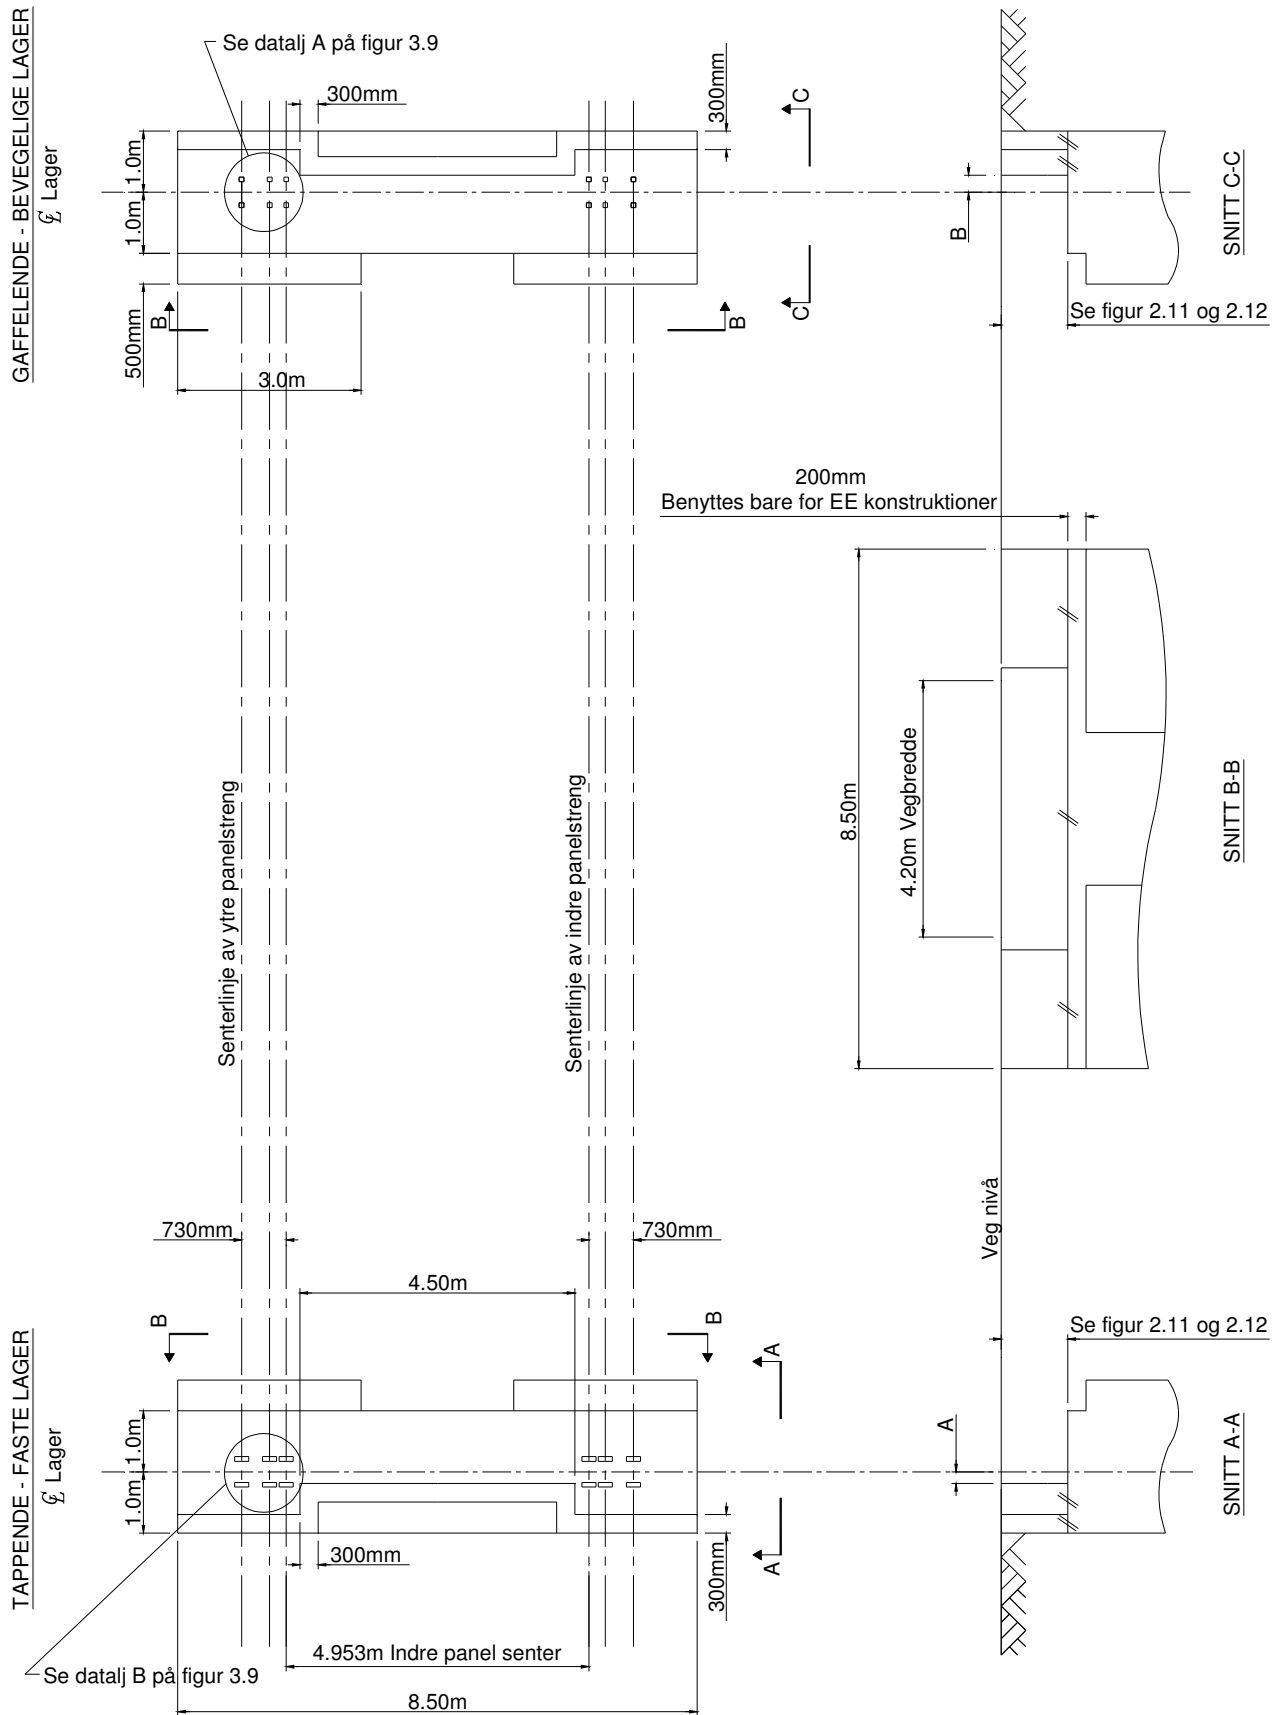 GAFFELENDE - BEVEGELIGE LAGER
℄ Lager
Se datalj A på figur 3.9
300mm
300mm
1.0m
1.0m
500mm
3.0m
B
B
C
C
B
SNITT C-C
Se figur 2.11 og 2.12
200mm
Benyttes bare for EE konstruktioner
8.50m
4.20m Vegbredde
SNITT B-B
Senterlinje av ytre panelstreng
Senterlinje av indre panelstreng
Veg nivå
730mm
730mm
4.50m
B
B
TAPPENDE - FASTE LAGER
℄ Lager
1.0m
1.0m
A
A
A
Se figur 2.11 og 2.12
SNITT A-A
300mm
300mm
4.953m Indre panel senter
Se datalj B på figur 3.9
8.50m